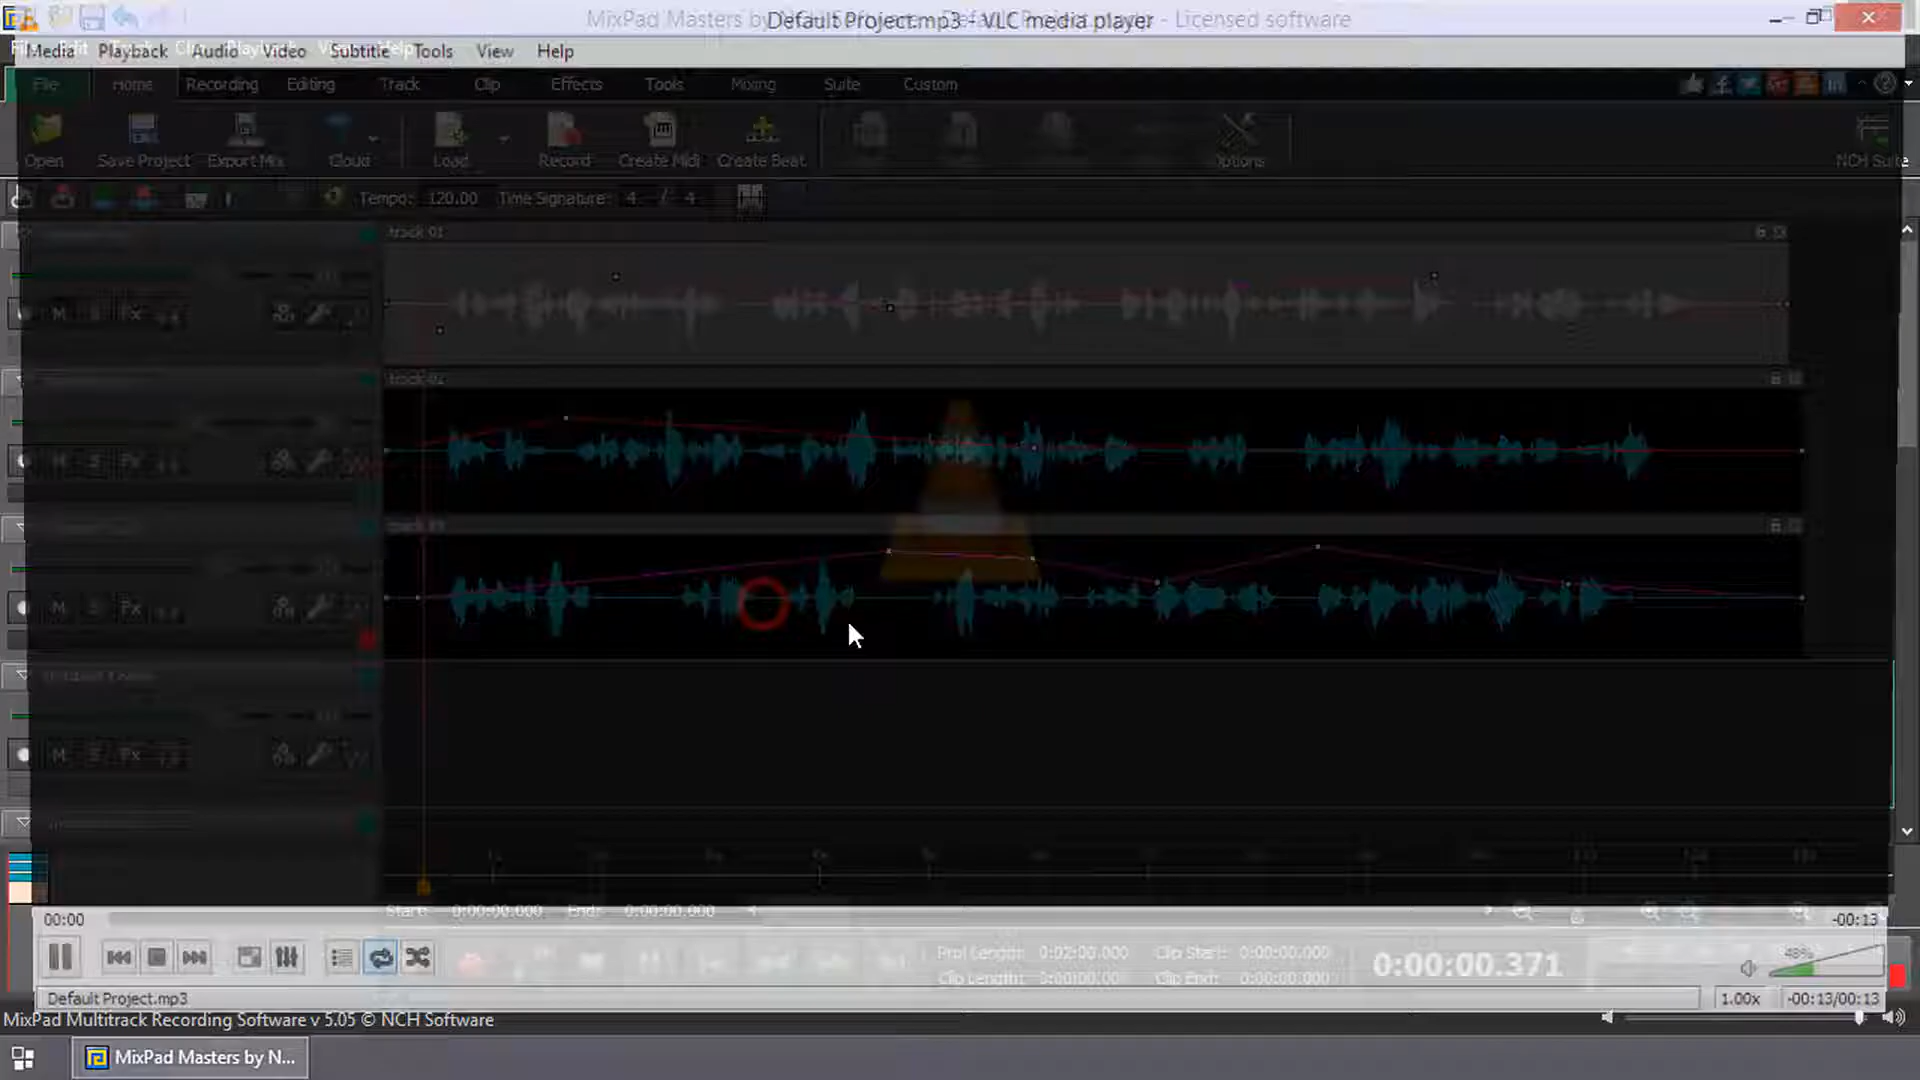 Default Project.mp3 - VLC media player
MixPad Masters by NCH - Licensed software
Media Playback Audio Video Subtitle Tools View Help
File Home Recording Editing Track Clip Effects Tools Mixing Suite Custom
Open Save Project Export Mix Cloud Load Record Create Midi Create Beat Options NCH Suite
Tempo: 120.00 Time Signature: 4 / 4
track 01
M S Fx
track 02
M S Fx
M S Fx
M S Fx
Start: 0:00:00.000 End: 0:00:00.000
00:00 -00:13
Proj Length: 0:02:00.000 Clip Start: 0:00:00.000
Clip Length: 0:00:00.000 Clip End: 0:00:00.000
0:00:00.371
48%
Default Project.mp3 1.00x -00:13/00:13
MixPad Multitrack Recording Software v 5.05 © NCH Software
MixPad Masters by N...